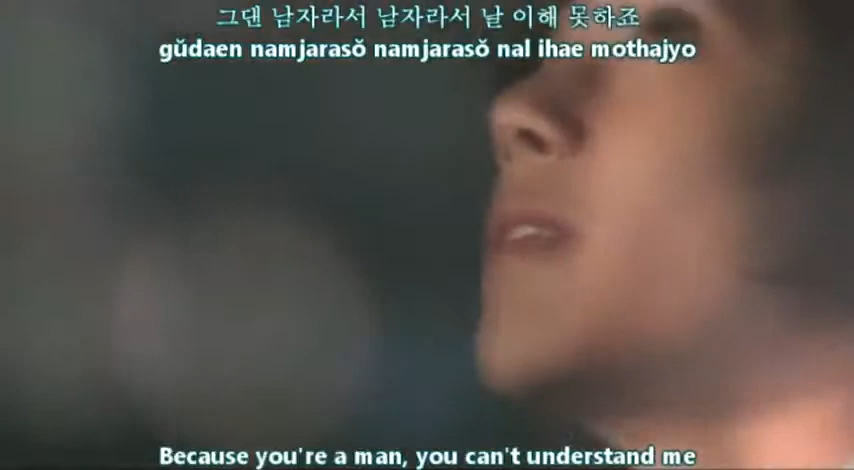 그댄 남자라서 남자라서 날 이해 못하죠
gŭdaen namjarasŏ namjarasŏ nal ihae mothajyo
Because you're a man, you can't understand me